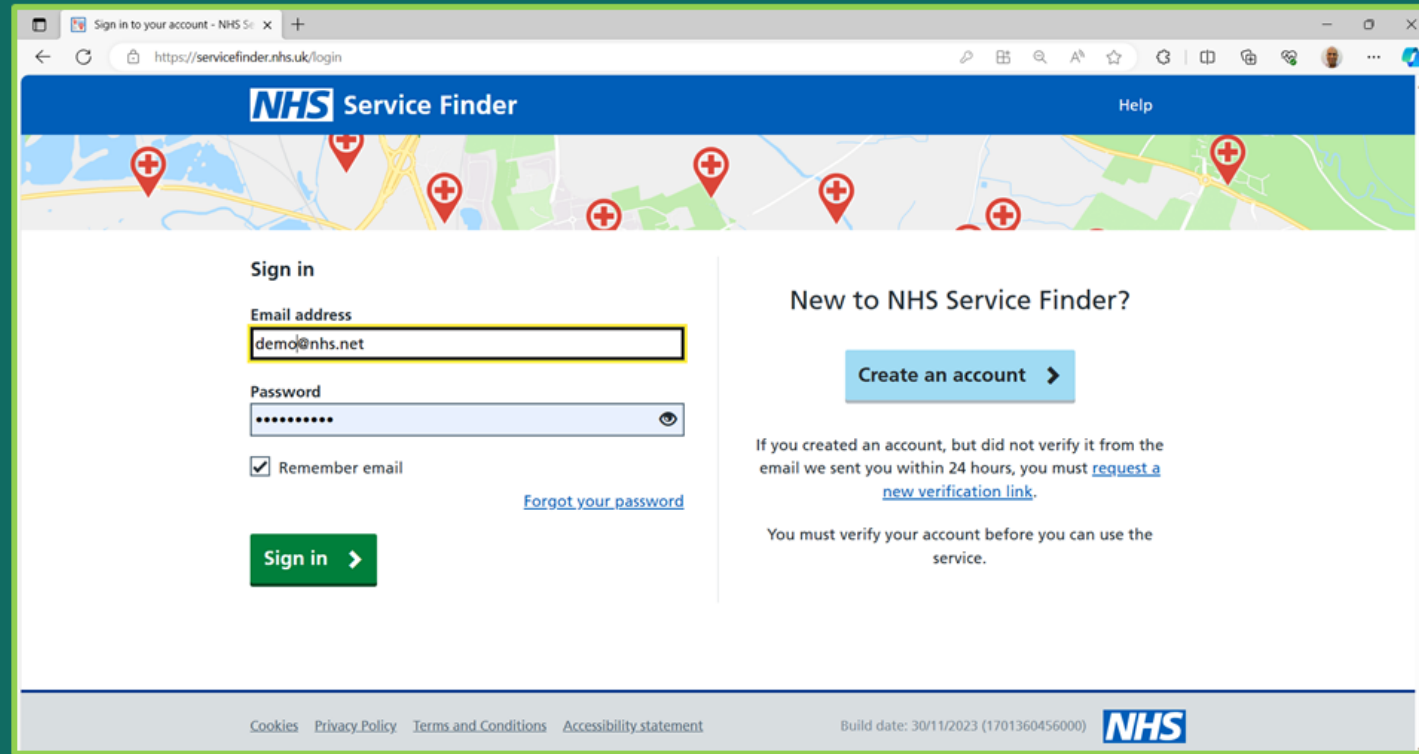 Sign in to your account - NHS Se
https://servicefinder.nhs.uk/login
NHS Service Finder
Help
Sign in
Email address
demo@nhs.net
Password
••••••••••
Remember email
Forgot your password
Sign in
New to NHS Service Finder?
Create an account
If you created an account, but did not verify it from the
email we sent you within 24 hours, you must request a
new verification link.
You must verify your account before you can use the
service.
Cookies Privacy Policy Terms and Conditions Accessibility statement
Build date: 30/11/2023 (1701360456000)
NHS